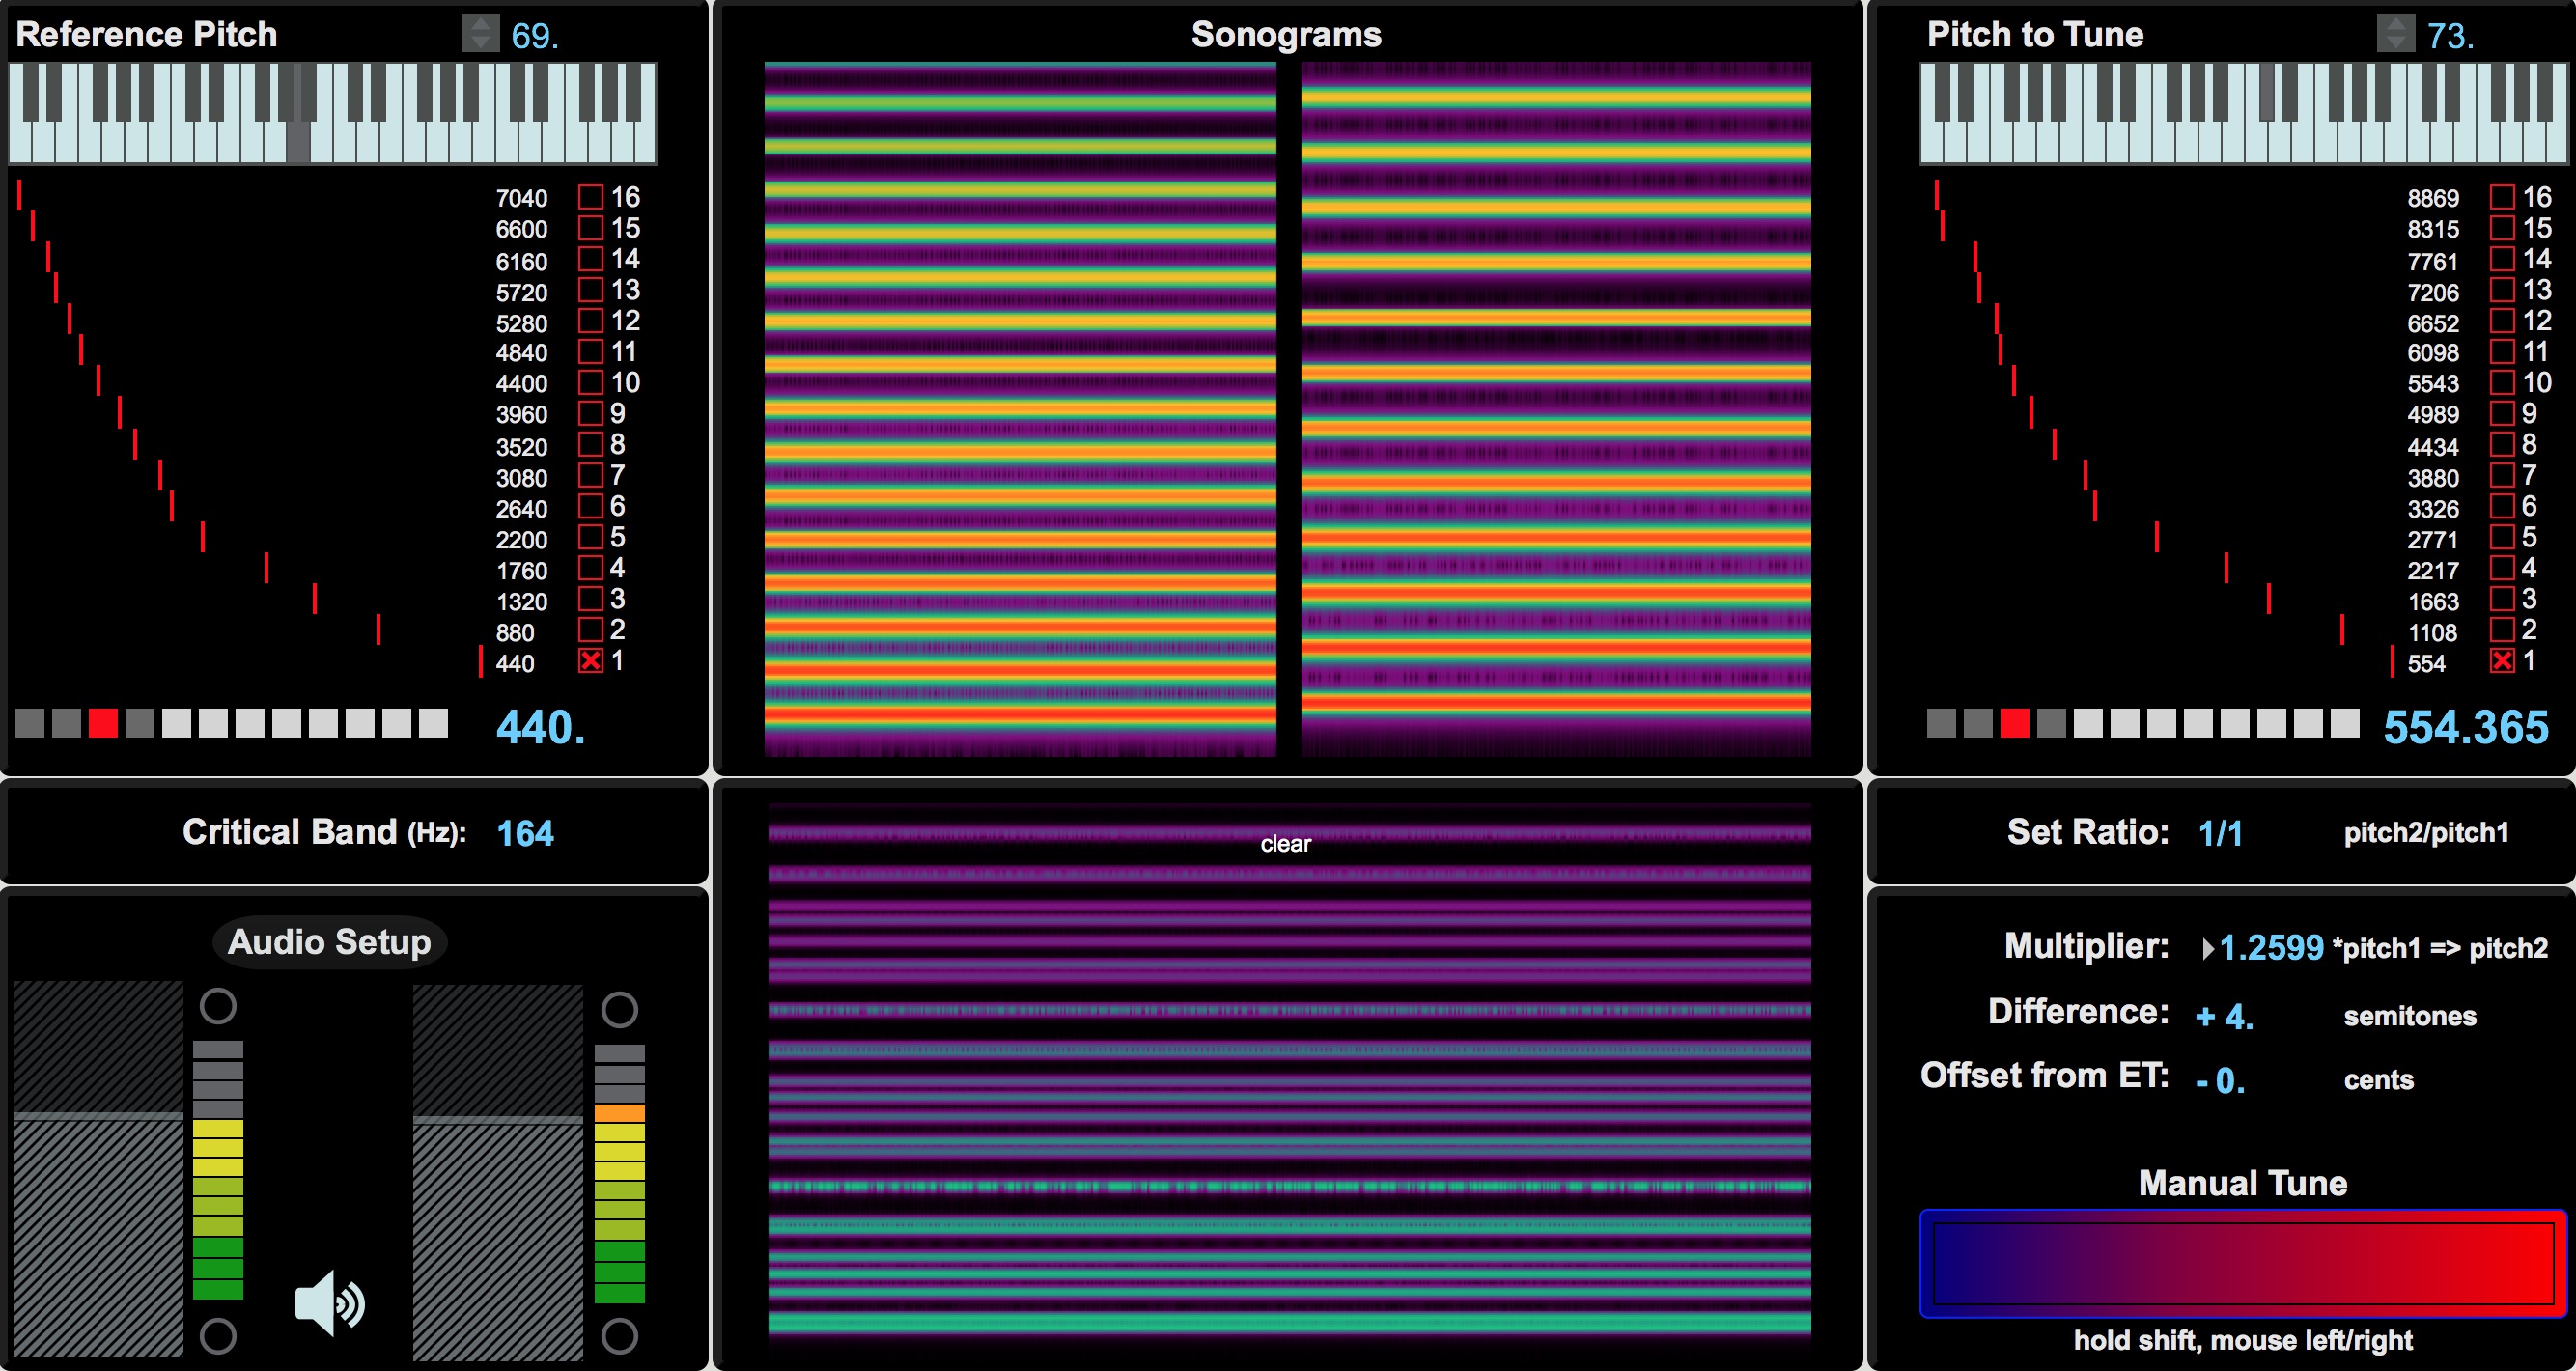 Reference Pitch 69.
7040 16
6600 15
6160 14
5720 13
5280 12
4840 11
4400 10
3960 9
3520 8
3080 7
2640 6
2200 5
1760 4
1320 3
880 2
440 1
440.
Critical Band (Hz): 164
Audio Setup
Sonograms
clear
Pitch to Tune 73.
8869 16
8315 15
7761 14
7206 13
6652 12
6098 11
5543 10
4989 9
4434 8
3880 7
3326 6
2771 5
2217 4
1663 3
1108 2
554 1
554.365
Set Ratio: 1/1 pitch2/pitch1
Multiplier: 1.2599 *pitch1 => pitch2
Difference: + 4. semitones
Offset from ET: - 0. cents
Manual Tune
hold shift, mouse left/right